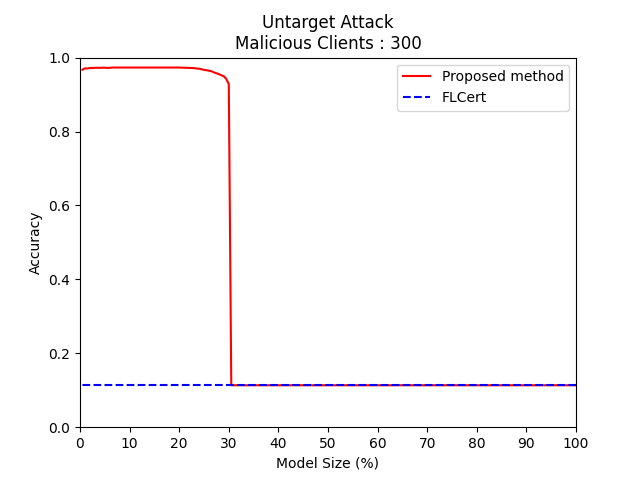 Untarget Attack
Malicious Clients : 300
Proposed method
FLCert
Accuracy
1.0
0.8
0.6
0.4
0.2
0.0
0 10 20 30 40 50 60 70 80 90 100
Model Size (%)